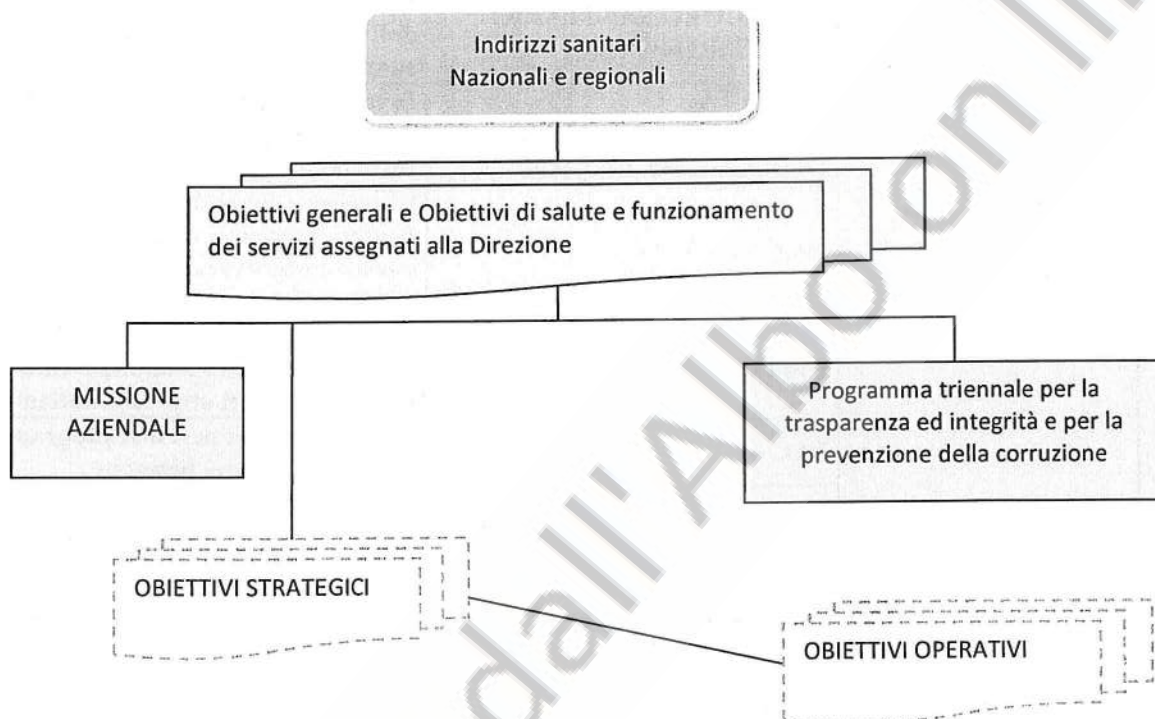 Indirizzi sanitari
Nazionali e regionali
Obiettivi generali e Obiettivi di salute e funzionamento
dei servizi assegnati alla Direzione
MISSIONE
AZIENDALE
Programma triennale per la
trasparenza ed integrità e per la
prevenzione della corruzione
OBIETTIVI STRATEGICI
OBIETTIVI OPERATIVI
dall'Albo on lin